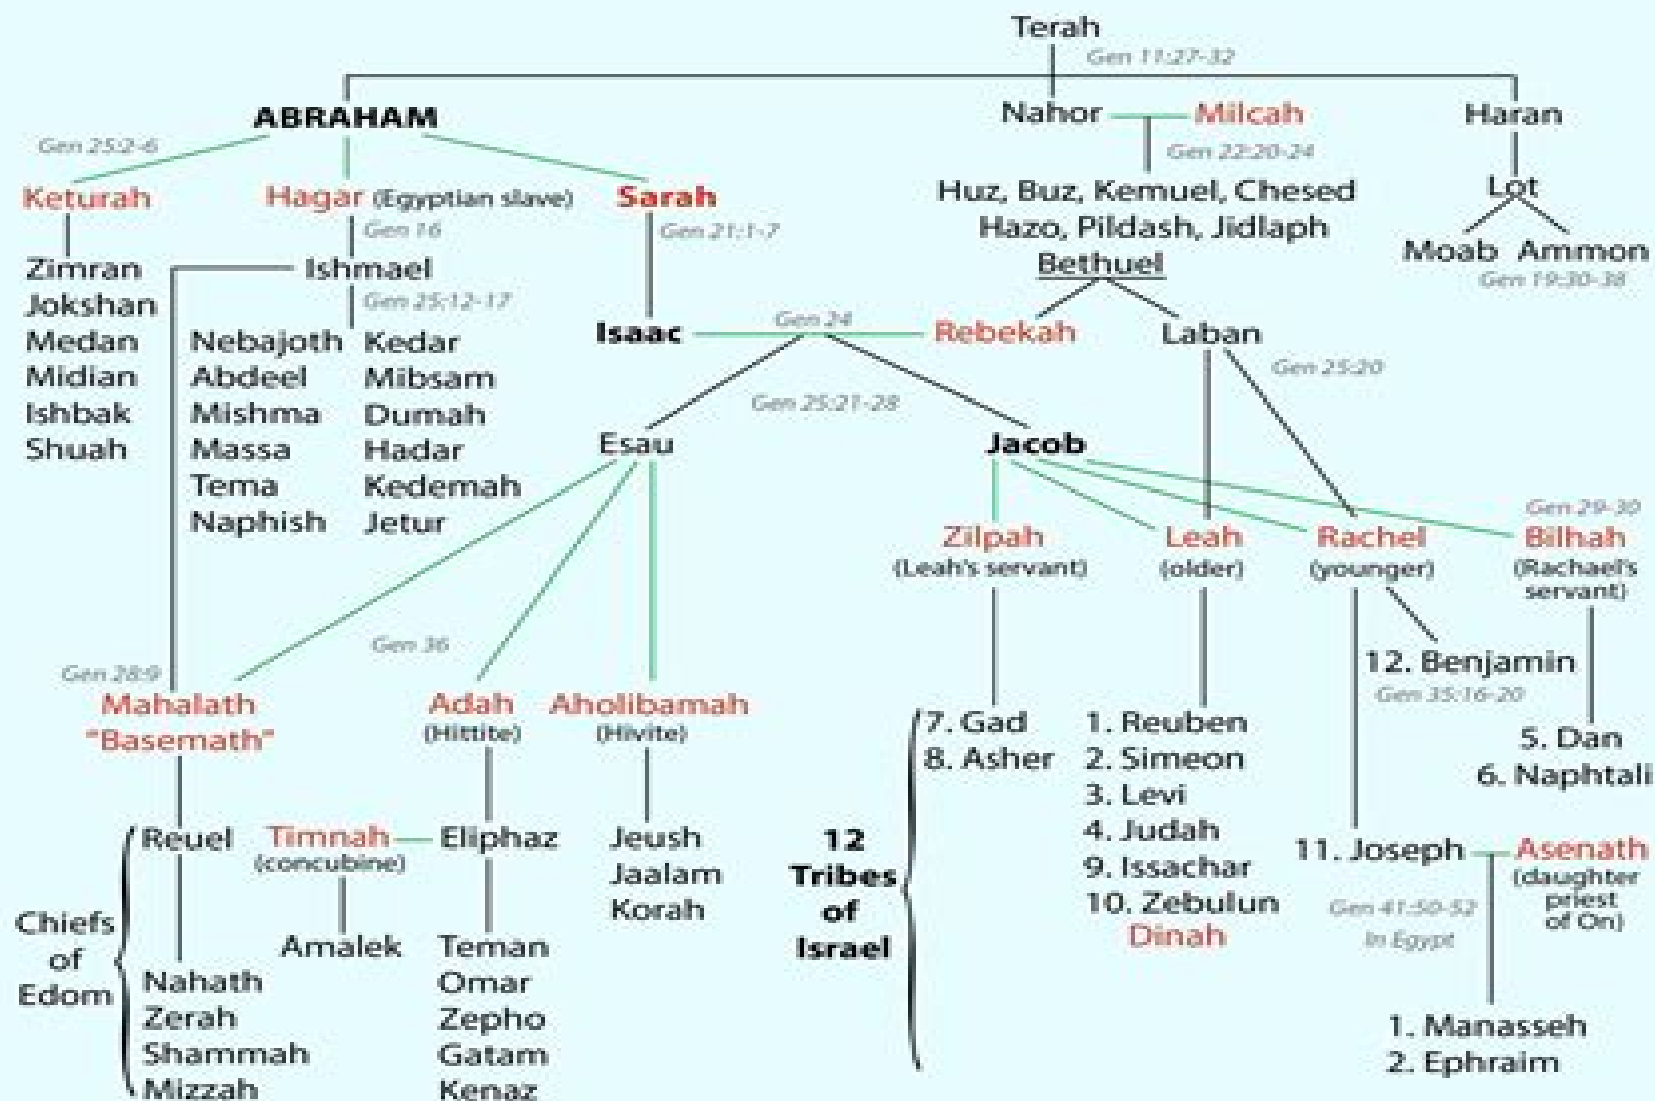 Terah
Gen 11:27-32
ABRAHAM
Nahor
Milcah
Haran
Gen 25:2-6
Gen 22:20-24
Keturah
Hagar (Egyptian slave)
Sarah
Huz, Buz, Kemuel, Chesed
Lot
Gen 16
Gen 21:1-7
Hazo, Pildash, Jidlaph
Moab Ammon
Bethuel
Gen 19:30-38
Zimran
Jokshan
Medan
Midian
Ishbak
Shuah
Ishmael
Gen 25:12-17
Nebajoth Kedar
Abdeel Mibsam
Mishma Dumah
Massa Hadar
Tema Kedemah
Naphish Jetur
Isaac
Gen 24
Rebekah
Laban
Gen 25:20
Gen 25:21-28
Esau
Jacob
Gen 29-30
Zilpah
(Leah's servant)
Leah
(older)
Rachel
(younger)
Bilhah
(Rachael's
servant)
Gen 36
Gen 28:9
Mahalath
"Basemath"
Adah
(Hittite)
Aholibamah
(Hivite)
12. Benjamin
Gen 35:16-20
7. Gad
8. Asher
1. Reuben
2. Simeon
3. Levi
4. Judah
9. Issachar
10. Zebulun
Dinah
5. Dan
6. Naphtali
Reuel
Timnah
(concubine)
Eliphaz
Jeush
Jaalam
Korah
12
Tribes
of
Israel
11. Joseph
Asenath
(daughter
priest
of On)
Gen 41:50-52
In Egypt
Chiefs
of
Edom
Amalek
Nahath
Zerah
Shammah
Mizzah
Teman
Omar
Zepho
Gatam
Kenaz
1. Manasseh
2. Ephraim